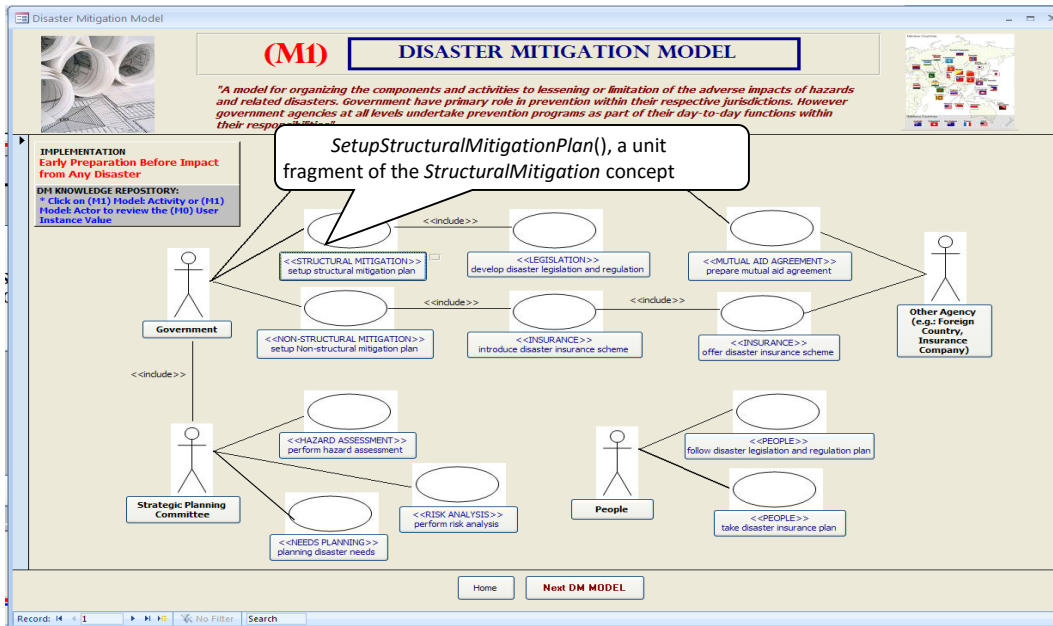 Disaster Mitigation Model
(M1) DISASTER MITIGATION MODEL
"A model for organizing the components and activities to lessening or limitation of the adverse impacts of hazards
and related disasters. Government have primary role in prevention within their respective jurisdictions. However
government agencies at all levels undertake prevention programs as part of their day-to-day functions within
their responsibilities"
IMPLEMENTATION
Early Preparation Before Impact
from Any Disaster
DM KNOWLEDGE REPOSITORY:
* Click on (M1) Model: Activity or (M1)
Model: Actor to review the (M0) User
Instance Value
SetupStructuralMitigationPlan(), a unit
fragment of the StructuralMitigation concept
<<include>>
<<STRUCTURAL MITIGATION>>
setup structural mitigation plan
<<LEGISLATION>>
develop disaster legislation and regulation
<<MUTUAL AID AGREEMENT>>
prepare mutual aid agreement
Government
<<include>>
<<include>>
Other Agency
(e.g.: Foreign
Country,
Insurance
Company)
<<NON-STRUCTURAL MITIGATION>>
setup Non-structural mitigation plan
<<INSURANCE>>
introduce disaster insurance scheme
<<INSURANCE>>
offer disaster insurance scheme
<<include>>
<<HAZARD ASSESSMENT>>
perform hazard assessment
<<PEOPLE>>
follow disaster legislation and regulation plan
Strategic Planning
Committee
<<RISK ANALYSIS>>
perform risk analysis
People
<<PEOPLE>>
take disaster insurance plan
<<NEEDS PLANNING>>
planning disaster needs
Home
Next DM MODEL
Record: 1 No Filter Search